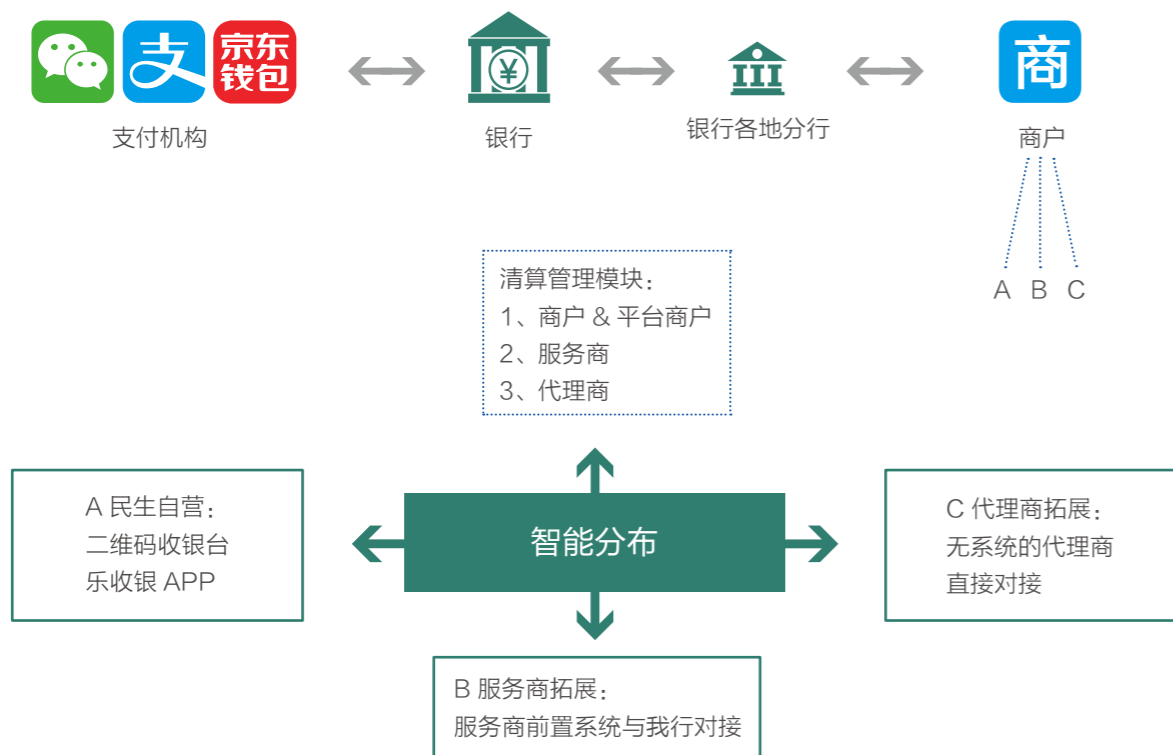 支
京东
钱包
¥
商
支付机构
银行
银行各地分行
商户
A B C
清算管理模块：
1、商户 & 平台商户
2、服务商
3、代理商
A 民生自营：
二维码收银台
乐收银 APP
智能分布
C 代理商拓展：
无系统的代理商
直接对接
B 服务商拓展：
服务商前置系统与我行对接